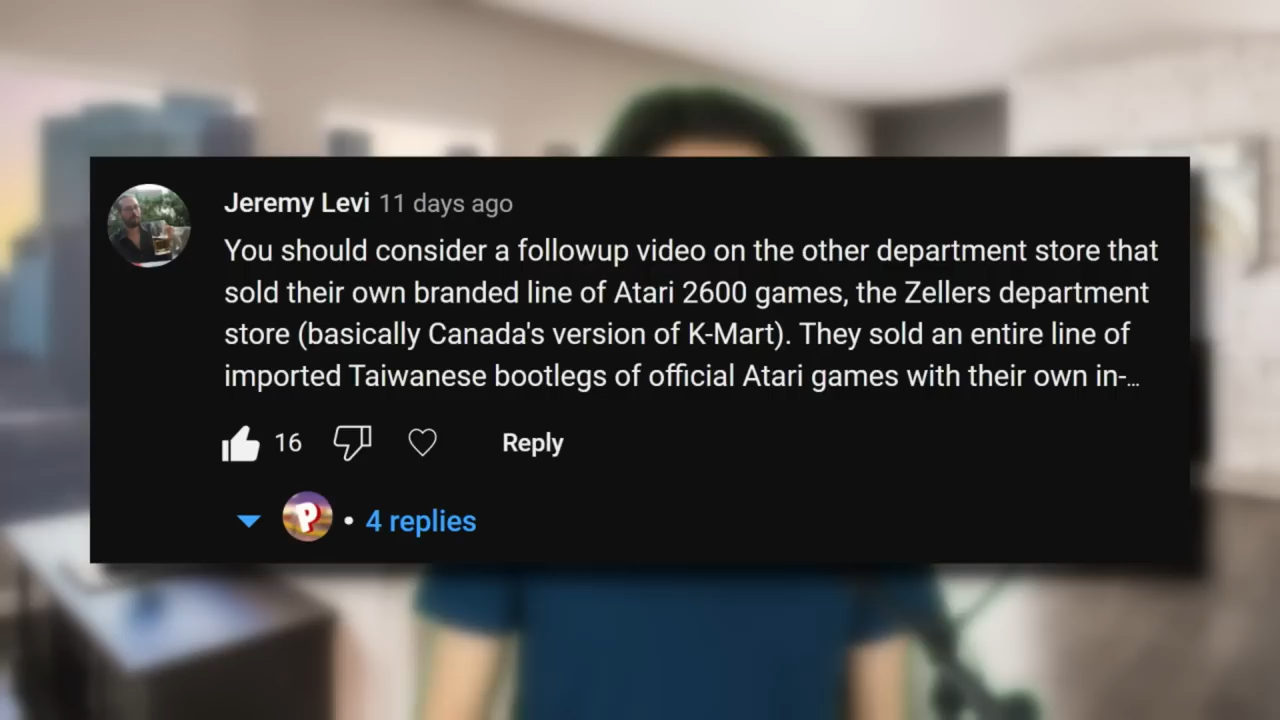 Jeremy Levi 11 days ago
You should consider a followup video on the other department store that
sold their own branded line of Atari 2600 games, the Zellers department
store (basically Canada's version of K-Mart). They sold an entire line of
imported Taiwanese bootlegs of official Atari games with their own in-...
16 Reply
P • 4 replies